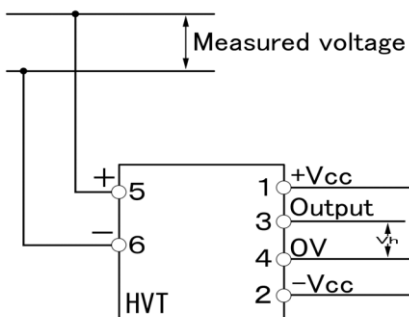 Measured voltage
+ 5
- 6
HVT
1 +Vcc
3 Output
Vh
4 0V
2 -Vcc